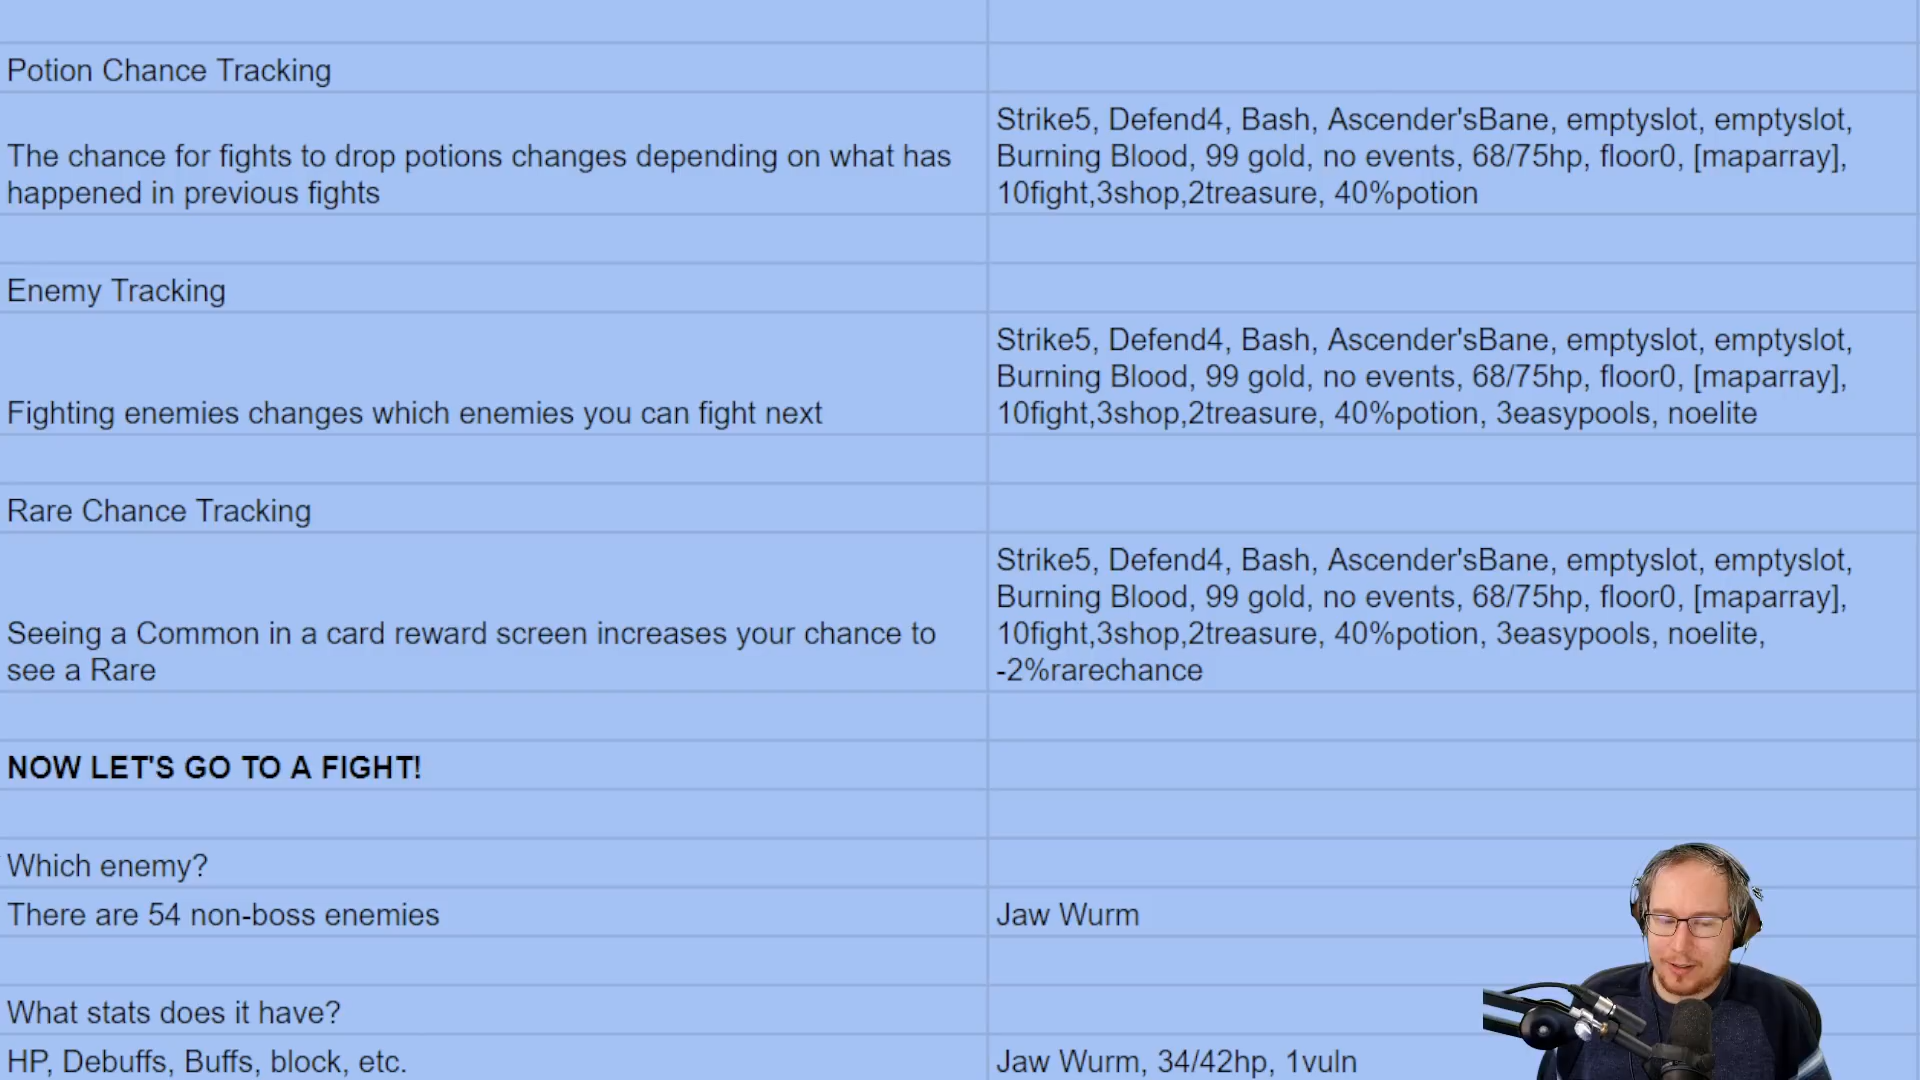 Potion Chance Tracking
The chance for fights to drop potions changes depending on what has
happened in previous fights
Strike5, Defend4, Bash, Ascender'sBane, emptyslot, emptyslot,
Burning Blood, 99 gold, no events, 68/75hp, floor0, [maparray],
10fight,3shop,2treasure, 40%potion
Enemy Tracking
Fighting enemies changes which enemies you can fight next
Strike5, Defend4, Bash, Ascender'sBane, emptyslot, emptyslot,
Burning Blood, 99 gold, no events, 68/75hp, floor0, [maparray],
10fight,3shop,2treasure, 40%potion, 3easypools, noelite
Rare Chance Tracking
Seeing a Common in a card reward screen increases your chance to
see a Rare
Strike5, Defend4, Bash, Ascender'sBane, emptyslot, emptyslot,
Burning Blood, 99 gold, no events, 68/75hp, floor0, [maparray],
10fight,3shop,2treasure, 40%potion, 3easypools, noelite,
-2%rarechance
NOW LET'S GO TO A FIGHT!
Which enemy?
There are 54 non-boss enemies
Jaw Wurm
What stats does it have?
HP, Debuffs, Buffs, block, etc.
Jaw Wurm, 34/42hp, 1vuln